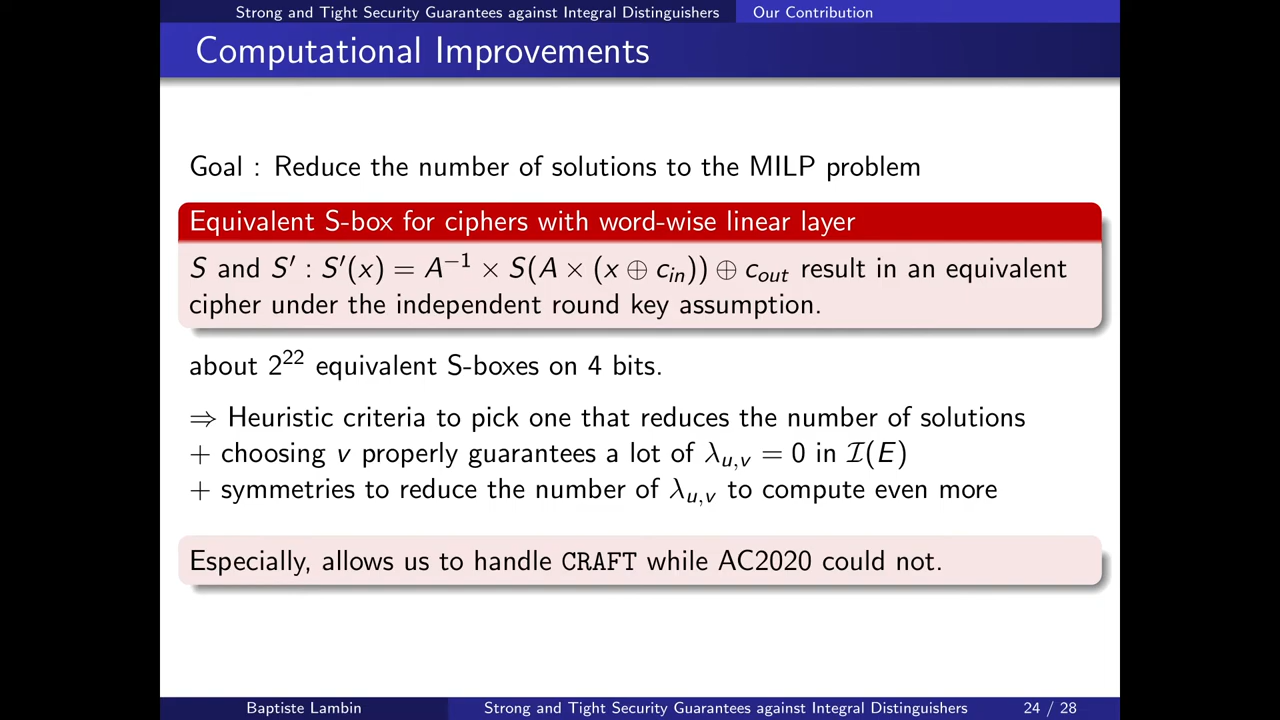 Strong and Tight Security Guarantees against Integral Distinguishers Our Contribution
Computational Improvements
Goal : Reduce the number of solutions to the MILP problem
Equivalent S-box for ciphers with word-wise linear layer
S and S′ : S′(x) = A⁻¹ × S(A × (x ⊕ c_in)) ⊕ c_out result in an equivalent
cipher under the independent round key assumption.
about 2²² equivalent S-boxes on 4 bits.
⇒ Heuristic criteria to pick one that reduces the number of solutions
+ choosing v properly guarantees a lot of λ_u,v = 0 in ℐ(E)
+ symmetries to reduce the number of λ_u,v to compute even more
Especially, allows us to handle CRAFT while AC2020 could not.
Baptiste Lambin Strong and Tight Security Guarantees against Integral Distinguishers 24 / 28